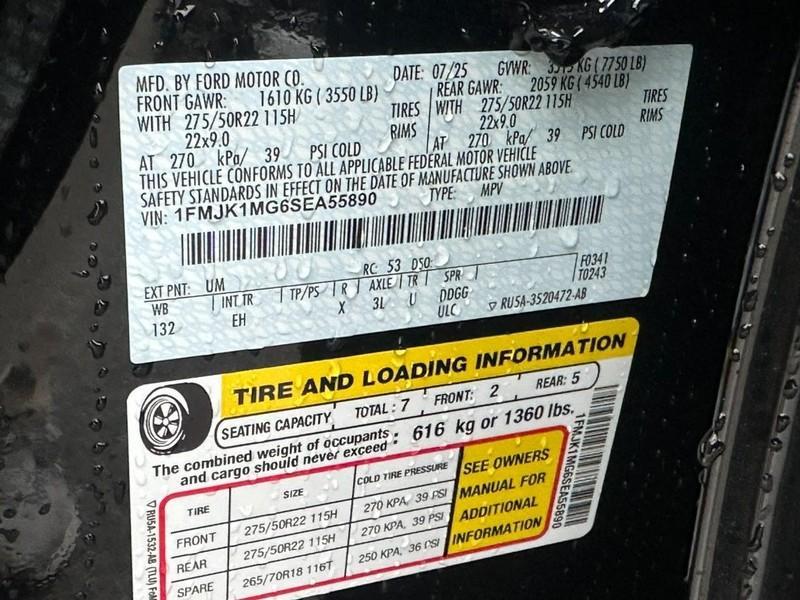 MFD. BY FORD MOTOR CO. DATE: 07/25 GVWR: 3515 KG ( 7750 LB)
FRONT GAWR: 1610 KG ( 3550 LB) REAR GAWR: 2059 KG ( 4540 LB)
WITH 275/50R22 115H TIRES WITH 275/50R22 115H TIRES
22x9.0 RIMS 22x9.0 RIMS
AT 270 kPa/ 39 PSI COLD AT 270 kPa/ 39 PSI COLD
THIS VEHICLE CONFORMS TO ALL APPLICABLE FEDERAL MOTOR VEHICLE
SAFETY STANDARDS IN EFFECT ON THE DATE OF MANUFACTURE SHOWN ABOVE.
VIN: 1FMJK1MG6SEA55890 TYPE: MPV
EXT PNT: UM RC: 53 DSO: F0341
T0243
WB INT TR TP/PS R AXLE TR SPR
132 EH X 3L U DDGG
ULC ▽ RU5A-3520472-AB
TIRE AND LOADING INFORMATION
SEATING CAPACITY TOTAL : 7 FRONT: 2 REAR: 5
The combined weight of occupants
and cargo should never exceed : 616 kg or 1360 lbs.
TIRE SIZE COLD TIRE PRESSURE
FRONT 275/50R22 115H 270 KPA, 39 PSI
REAR 275/50R22 115H 270 KPA, 39 PSI
SPARE 265/70R18 116T 250 KPA, 36 PSI
SEE OWNERS
MANUAL FOR
ADDITIONAL
INFORMATION
1FMJK1MG6SEA55890
▽ RU5A-1532-AB (TLU)